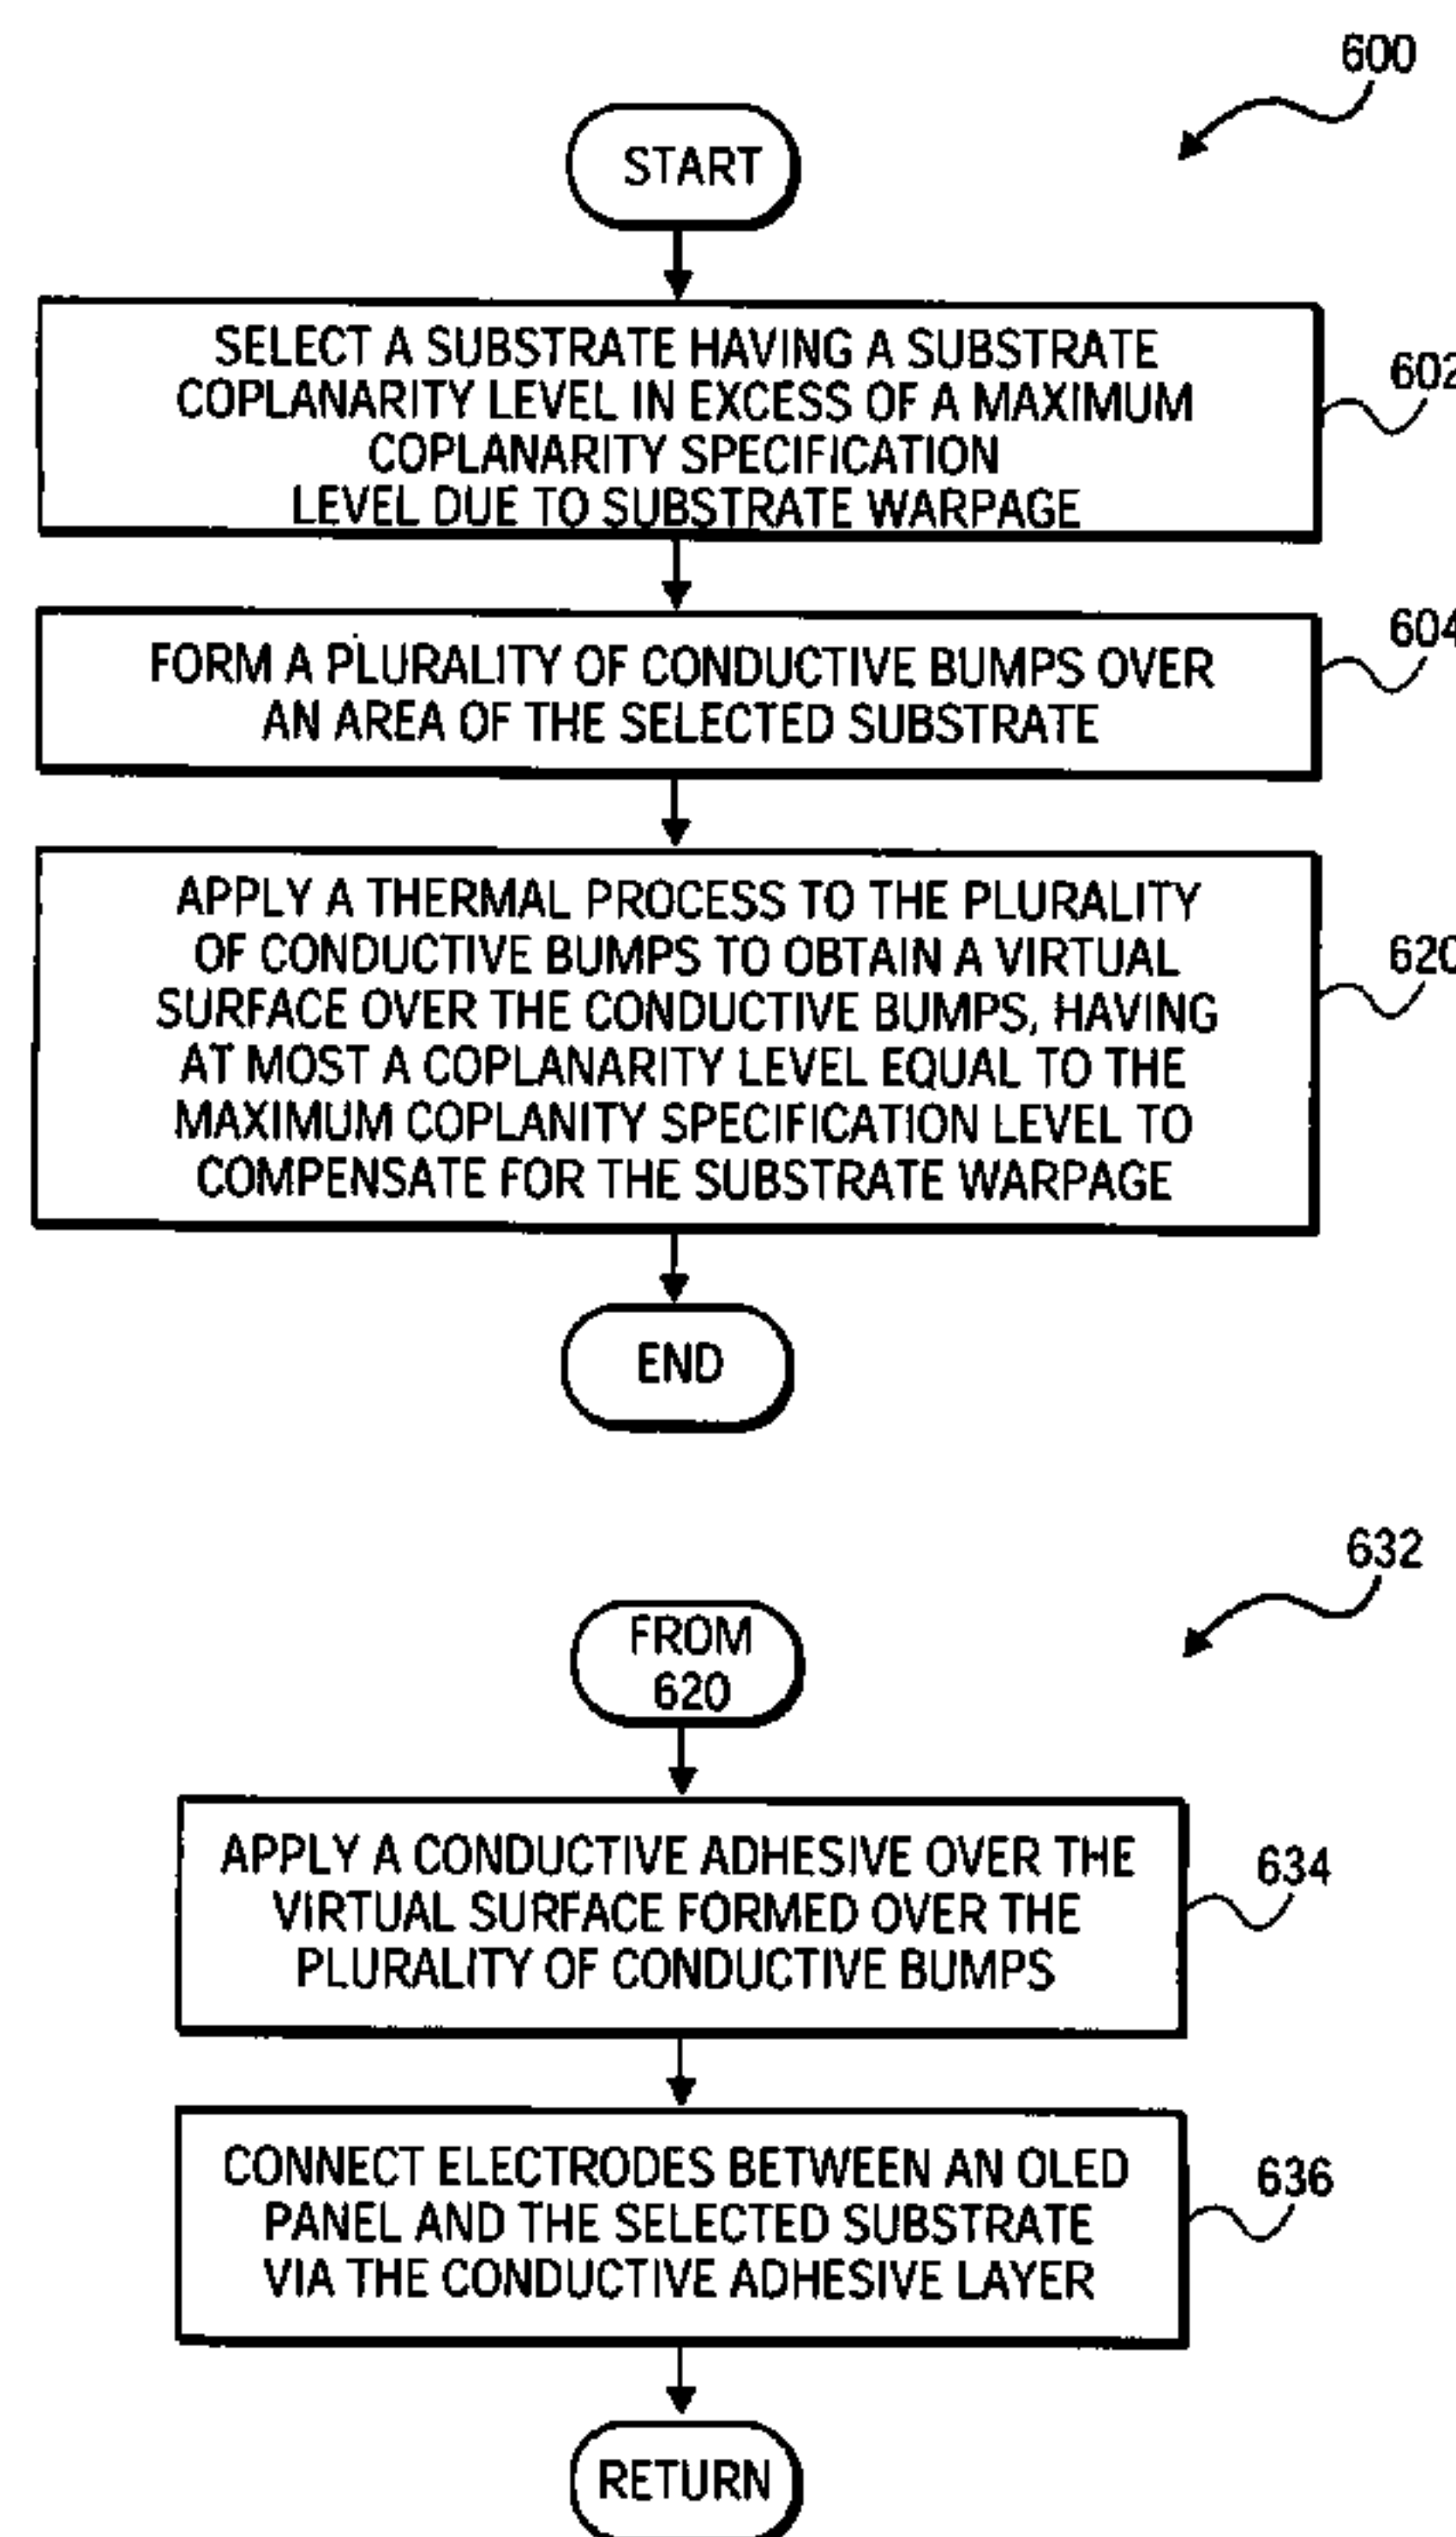 600
START
SELECT A SUBSTRATE HAVING A SUBSTRATE
COPLANARITY LEVEL IN EXCESS OF A MAXIMUM
COPLANARITY SPECIFICATION
LEVEL DUE TO SUBSTRATE WARPAGE
602
FORM A PLURALITY OF CONDUCTIVE BUMPS OVER
AN AREA OF THE SELECTED SUBSTRATE
604
APPLY A THERMAL PROCESS TO THE PLURALITY
OF CONDUCTIVE BUMPS TO OBTAIN A VIRTUAL
SURFACE OVER THE CONDUCTIVE BUMPS, HAVING
AT MOST A COPLANARITY LEVEL EQUAL TO THE
MAXIMUM COPLANITY SPECIFICATION LEVEL TO
COMPENSATE FOR THE SUBSTRATE WARPAGE
620
END
632
FROM
620
APPLY A CONDUCTIVE ADHESIVE OVER THE
VIRTUAL SURFACE FORMED OVER THE
PLURALITY OF CONDUCTIVE BUMPS
634
CONNECT ELECTRODES BETWEEN AN OLED
PANEL AND THE SELECTED SUBSTRATE
VIA THE CONDUCTIVE ADHESIVE LAYER
636
RETURN